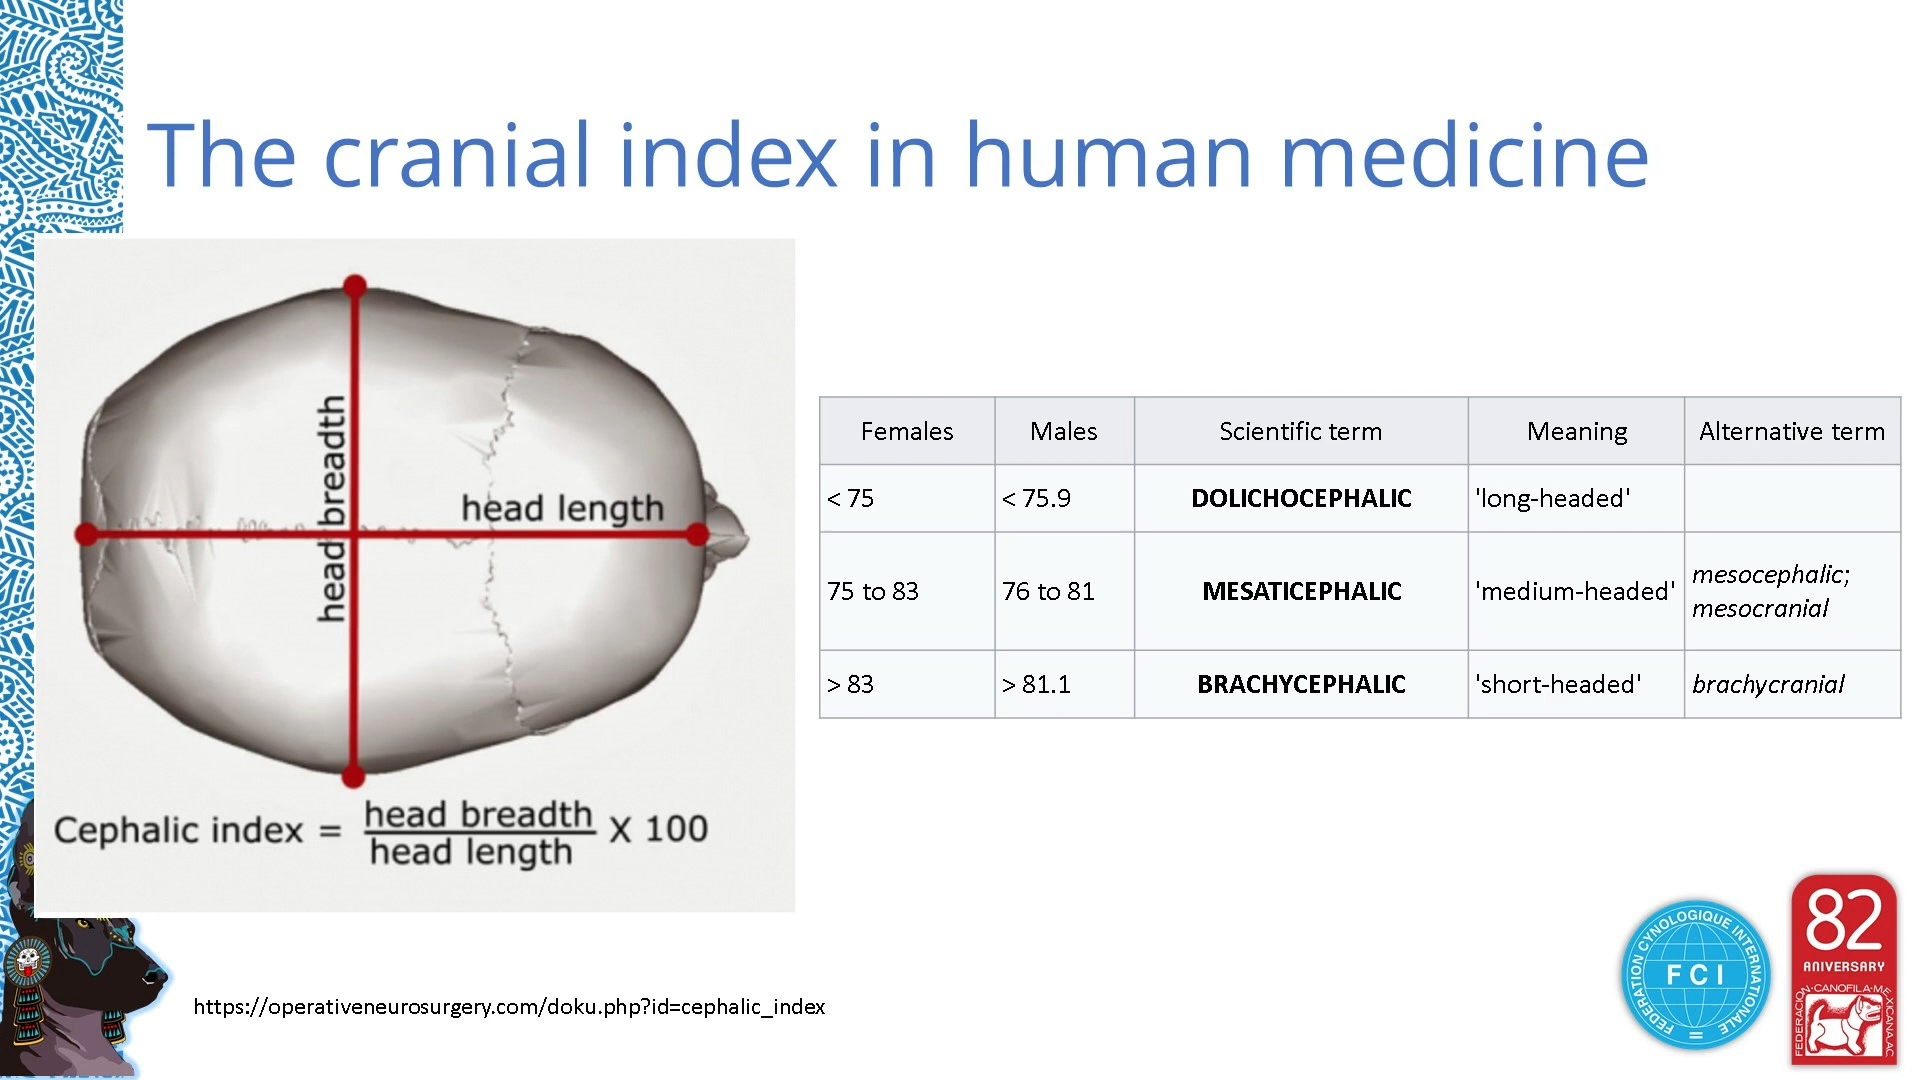 The cranial index in human medicine
head breadth
head length
Cephalic index = head breadth / head length X 100
Females Males Scientific term Meaning Alternative term
< 75 < 75.9 DOLICHOCEPHALIC 'long-headed'
75 to 83 76 to 81 MESATICEPHALIC 'medium-headed' mesocephalic;
mesocranial
> 83 > 81.1 BRACHYCEPHALIC 'short-headed' brachycranial
https://operativeneurosurgery.com/doku.php?id=cephalic_index
FEDERATION CYNOLOGIQUE INTERNATIONALE
FCI
82
ANIVERSARY
FEDERACION·CANOFILA·MEXICANA,AC